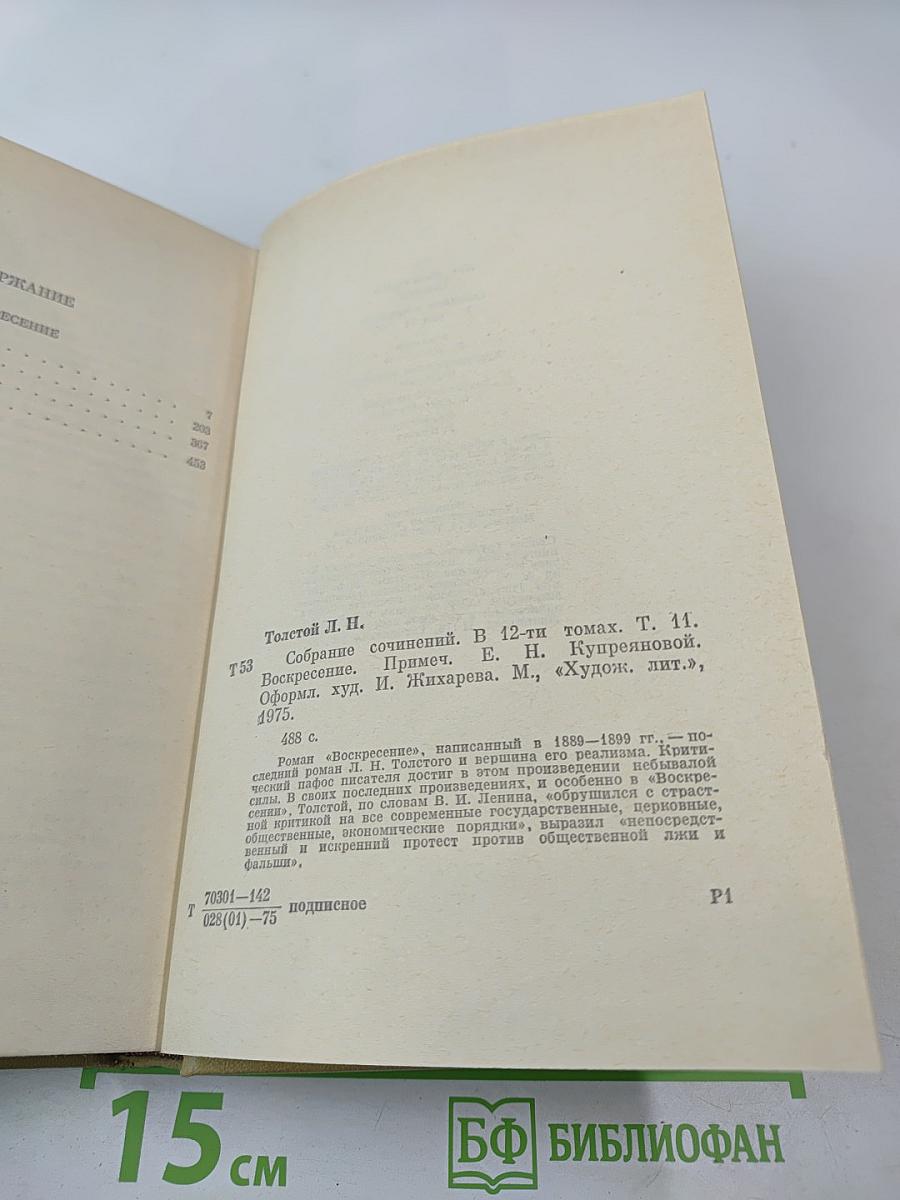 РЖАНИЕ
ЕСЕНИЕ
7
203
367
453
Толстой Л. Н.
Т53 Собрание сочинений. В 12-ти томах. Т. 11.
Воскресение. Примеч. Е. Н. Купреяновой.
Оформл. худ. И. Жихарева. М., «Худож. лит.»,
1975.
488 с.
Роман «Воскресение», написанный в 1889—1899 гг., — по-
следний роман Л. Н. Толстого и вершина его реализма. Крити-
ческий пафос писателя достиг в этом произведении небывалой
силы. В своих последних произведениях, и особенно в «Воскре-
сении», Толстой, по словам В. И. Ленина, «обрушился с страст-
ной критикой на все современные государственные, церковные,
общественные, экономические порядки», выразил «непосредст-
венный и искренний протест против общественной лжи и
фальши».
Т 70301—142
028(01)—75 подписное Р1
15 см
БФ БИБЛИОФАН